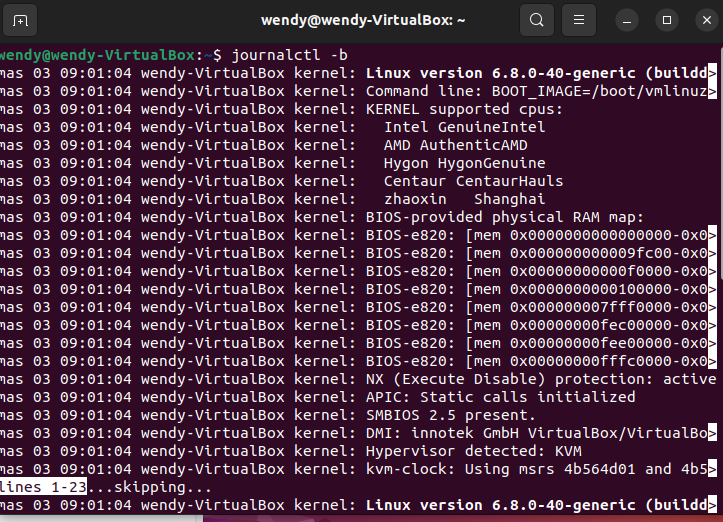 wendy@wendy-VirtualBox: ~
wendy@wendy-VirtualBox:~$ journalctl -b
mas 03 09:01:04 wendy-VirtualBox kernel: Linux version 6.8.0-40-generic (buildd>
mas 03 09:01:04 wendy-VirtualBox kernel: Command line: BOOT_IMAGE=/boot/vmlinuz>
mas 03 09:01:04 wendy-VirtualBox kernel: KERNEL supported cpus:
mas 03 09:01:04 wendy-VirtualBox kernel:   Intel GenuineIntel
mas 03 09:01:04 wendy-VirtualBox kernel:   AMD AuthenticAMD
mas 03 09:01:04 wendy-VirtualBox kernel:   Hygon HygonGenuine
mas 03 09:01:04 wendy-VirtualBox kernel:   Centaur CentaurHauls
mas 03 09:01:04 wendy-VirtualBox kernel:   zhaoxin   Shanghai
mas 03 09:01:04 wendy-VirtualBox kernel: BIOS-provided physical RAM map:
mas 03 09:01:04 wendy-VirtualBox kernel: BIOS-e820: [mem 0x0000000000000000-0x0>
mas 03 09:01:04 wendy-VirtualBox kernel: BIOS-e820: [mem 0x000000000009fc00-0x0>
mas 03 09:01:04 wendy-VirtualBox kernel: BIOS-e820: [mem 0x00000000000f0000-0x0>
mas 03 09:01:04 wendy-VirtualBox kernel: BIOS-e820: [mem 0x0000000000100000-0x0>
mas 03 09:01:04 wendy-VirtualBox kernel: BIOS-e820: [mem 0x000000007fff0000-0x0>
mas 03 09:01:04 wendy-VirtualBox kernel: BIOS-e820: [mem 0x00000000fec00000-0x0>
mas 03 09:01:04 wendy-VirtualBox kernel: BIOS-e820: [mem 0x00000000fee00000-0x0>
mas 03 09:01:04 wendy-VirtualBox kernel: BIOS-e820: [mem 0x00000000fffc0000-0x0>
mas 03 09:01:04 wendy-VirtualBox kernel: NX (Execute Disable) protection: active
mas 03 09:01:04 wendy-VirtualBox kernel: APIC: Static calls initialized
mas 03 09:01:04 wendy-VirtualBox kernel: SMBIOS 2.5 present.
mas 03 09:01:04 wendy-VirtualBox kernel: DMI: innotek GmbH VirtualBox/VirtualBo>
mas 03 09:01:04 wendy-VirtualBox kernel: Hypervisor detected: KVM
mas 03 09:01:04 wendy-VirtualBox kernel: kvm-clock: Using msrs 4b564d01 and 4b5>
lines 1-23...skipping...
mas 03 09:01:04 wendy-VirtualBox kernel: Linux version 6.8.0-40-generic (buildd>